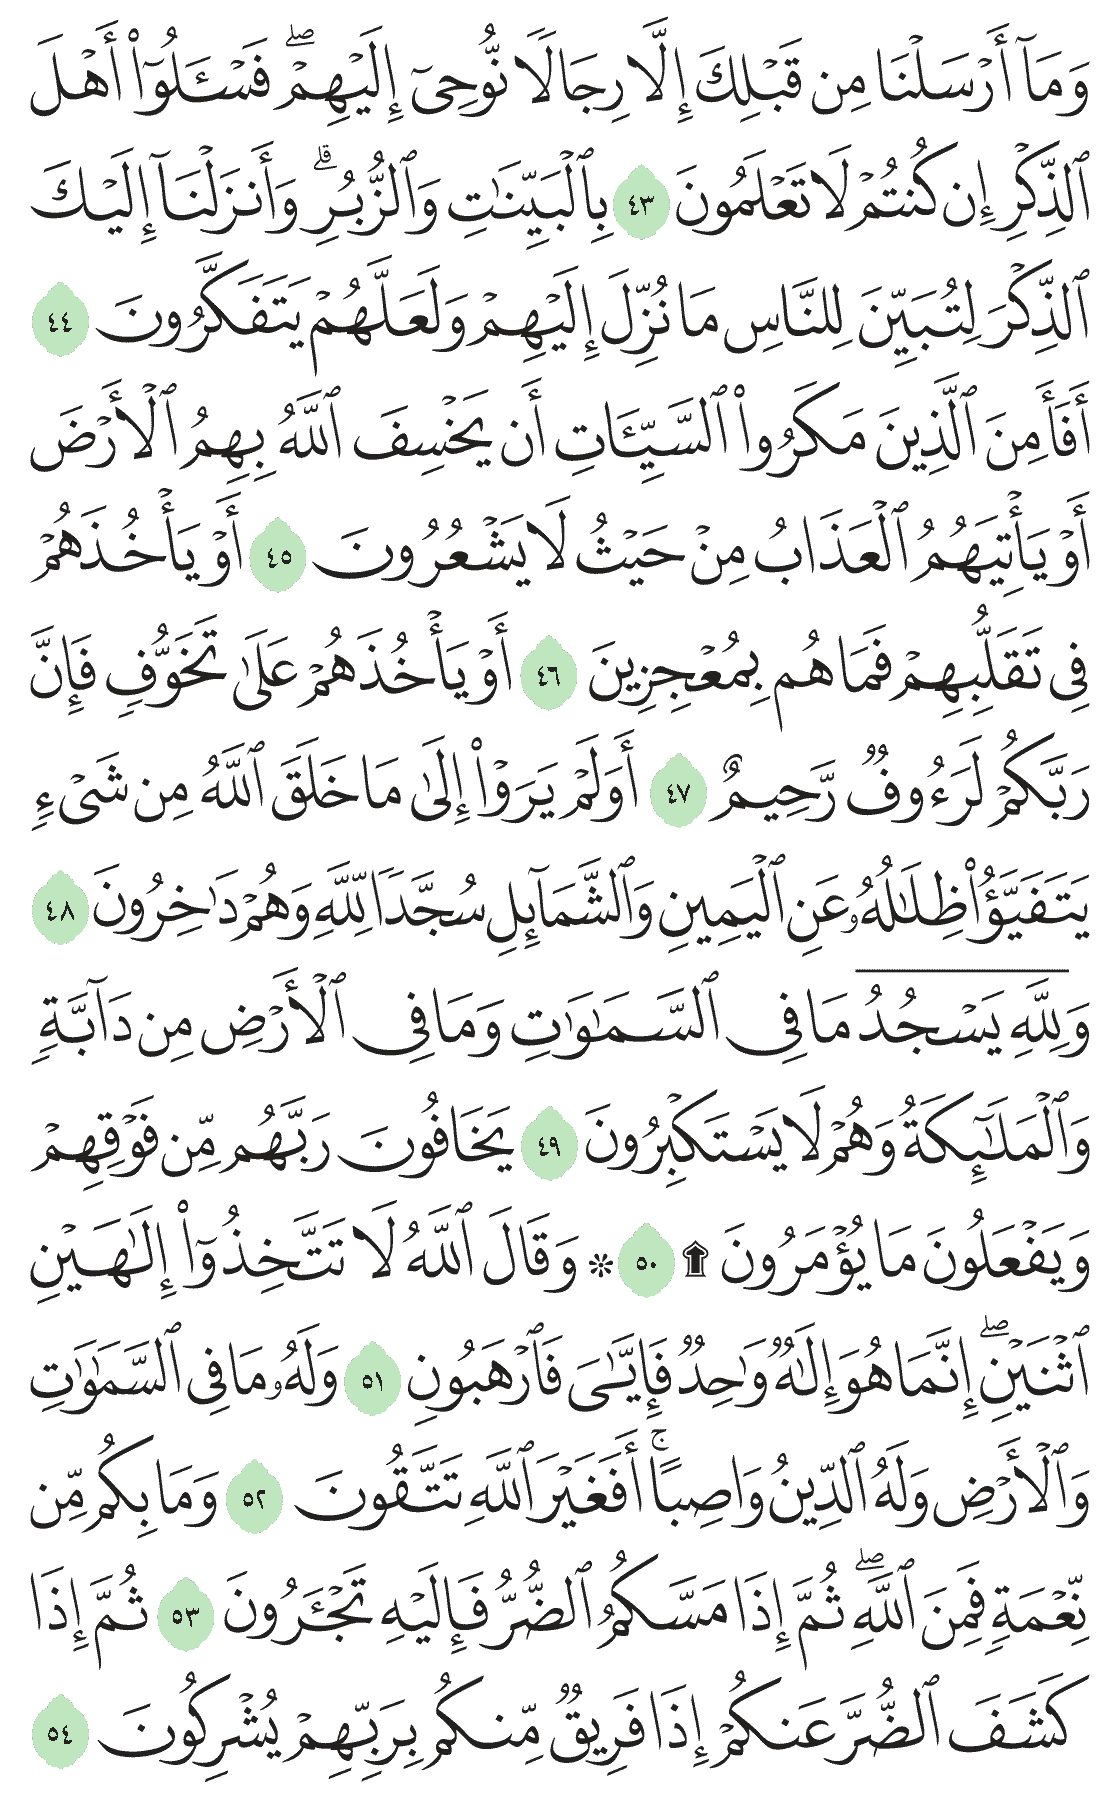 وَمَآ أَرْسَلْنَا مِن قَبْلِكَ إِلَّا رِجَالًا نُّوحِىٓ إِلَيْهِمْ ۖ فَسْـَٔلُوٓا۟ أَهْلَ
ٱلذِّكْرِ إِن كُنتُمْ لَا تَعْلَمُونَ ٤٣ بِٱلْبَيِّنَـٰتِ وَٱلزُّبُرِ ۗ وَأَنزَلْنَآ إِلَيْكَ
ٱلذِّكْرَ لِتُبَيِّنَ لِلنَّاسِ مَا نُزِّلَ إِلَيْهِمْ وَلَعَلَّهُمْ يَتَفَكَّرُونَ ٤٤
أَفَأَمِنَ ٱلَّذِينَ مَكَرُوا۟ ٱلسَّيِّـَٔاتِ أَن يَخْسِفَ ٱللَّهُ بِهِمُ ٱلْأَرْضَ
أَوْ يَأْتِيَهُمُ ٱلْعَذَابُ مِنْ حَيْثُ لَا يَشْعُرُونَ ٤٥ أَوْ يَأْخُذَهُمْ
فِى تَقَلُّبِهِمْ فَمَا هُم بِمُعْجِزِينَ ٤٦ أَوْ يَأْخُذَهُمْ عَلَىٰ تَخَوُّفٍ فَإِنَّ
رَبَّكُمْ لَرَءُوفٌ رَّحِيمٌ ٤٧ أَوَلَمْ يَرَوْا۟ إِلَىٰ مَا خَلَقَ ٱللَّهُ مِن شَىْءٍ
يَتَفَيَّؤُا۟ ظِلَـٰلُهُۥ عَنِ ٱلْيَمِينِ وَٱلشَّمَآئِلِ سُجَّدًا لِّلَّهِ وَهُمْ دَٰخِرُونَ ٤٨
وَلِلَّهِ يَسْجُدُ مَا فِى ٱلسَّمَـٰوَٰتِ وَمَا فِى ٱلْأَرْضِ مِن دَآبَّةٍ
وَٱلْمَلَـٰٓئِكَةُ وَهُمْ لَا يَسْتَكْبِرُونَ ٤٩ يَخَافُونَ رَبَّهُم مِّن فَوْقِهِمْ
وَيَفْعَلُونَ مَا يُؤْمَرُونَ ۩ ٥٠ ۞ وَقَالَ ٱللَّهُ لَا تَتَّخِذُوٓا۟ إِلَـٰهَيْنِ
ٱثْنَيْنِ ۖ إِنَّمَا هُوَ إِلَـٰهٌ وَٰحِدٌ فَإِيَّـٰىَ فَٱرْهَبُونِ ٥١ وَلَهُۥ مَا فِى ٱلسَّمَـٰوَٰتِ
وَٱلْأَرْضِ وَلَهُ ٱلدِّينُ وَاصِبًا ۚ أَفَغَيْرَ ٱللَّهِ تَتَّقُونَ ٥٢ وَمَا بِكُم مِّن
نِّعْمَةٍ فَمِنَ ٱللَّهِ ۖ ثُمَّ إِذَا مَسَّكُمُ ٱلضُّرُّ فَإِلَيْهِ تَجْـَٔرُونَ ٥٣ ثُمَّ إِذَا
كَشَفَ ٱلضُّرَّ عَنكُمْ إِذَا فَرِيقٌ مِّنكُم بِرَبِّهِمْ يُشْرِكُونَ ٥٤